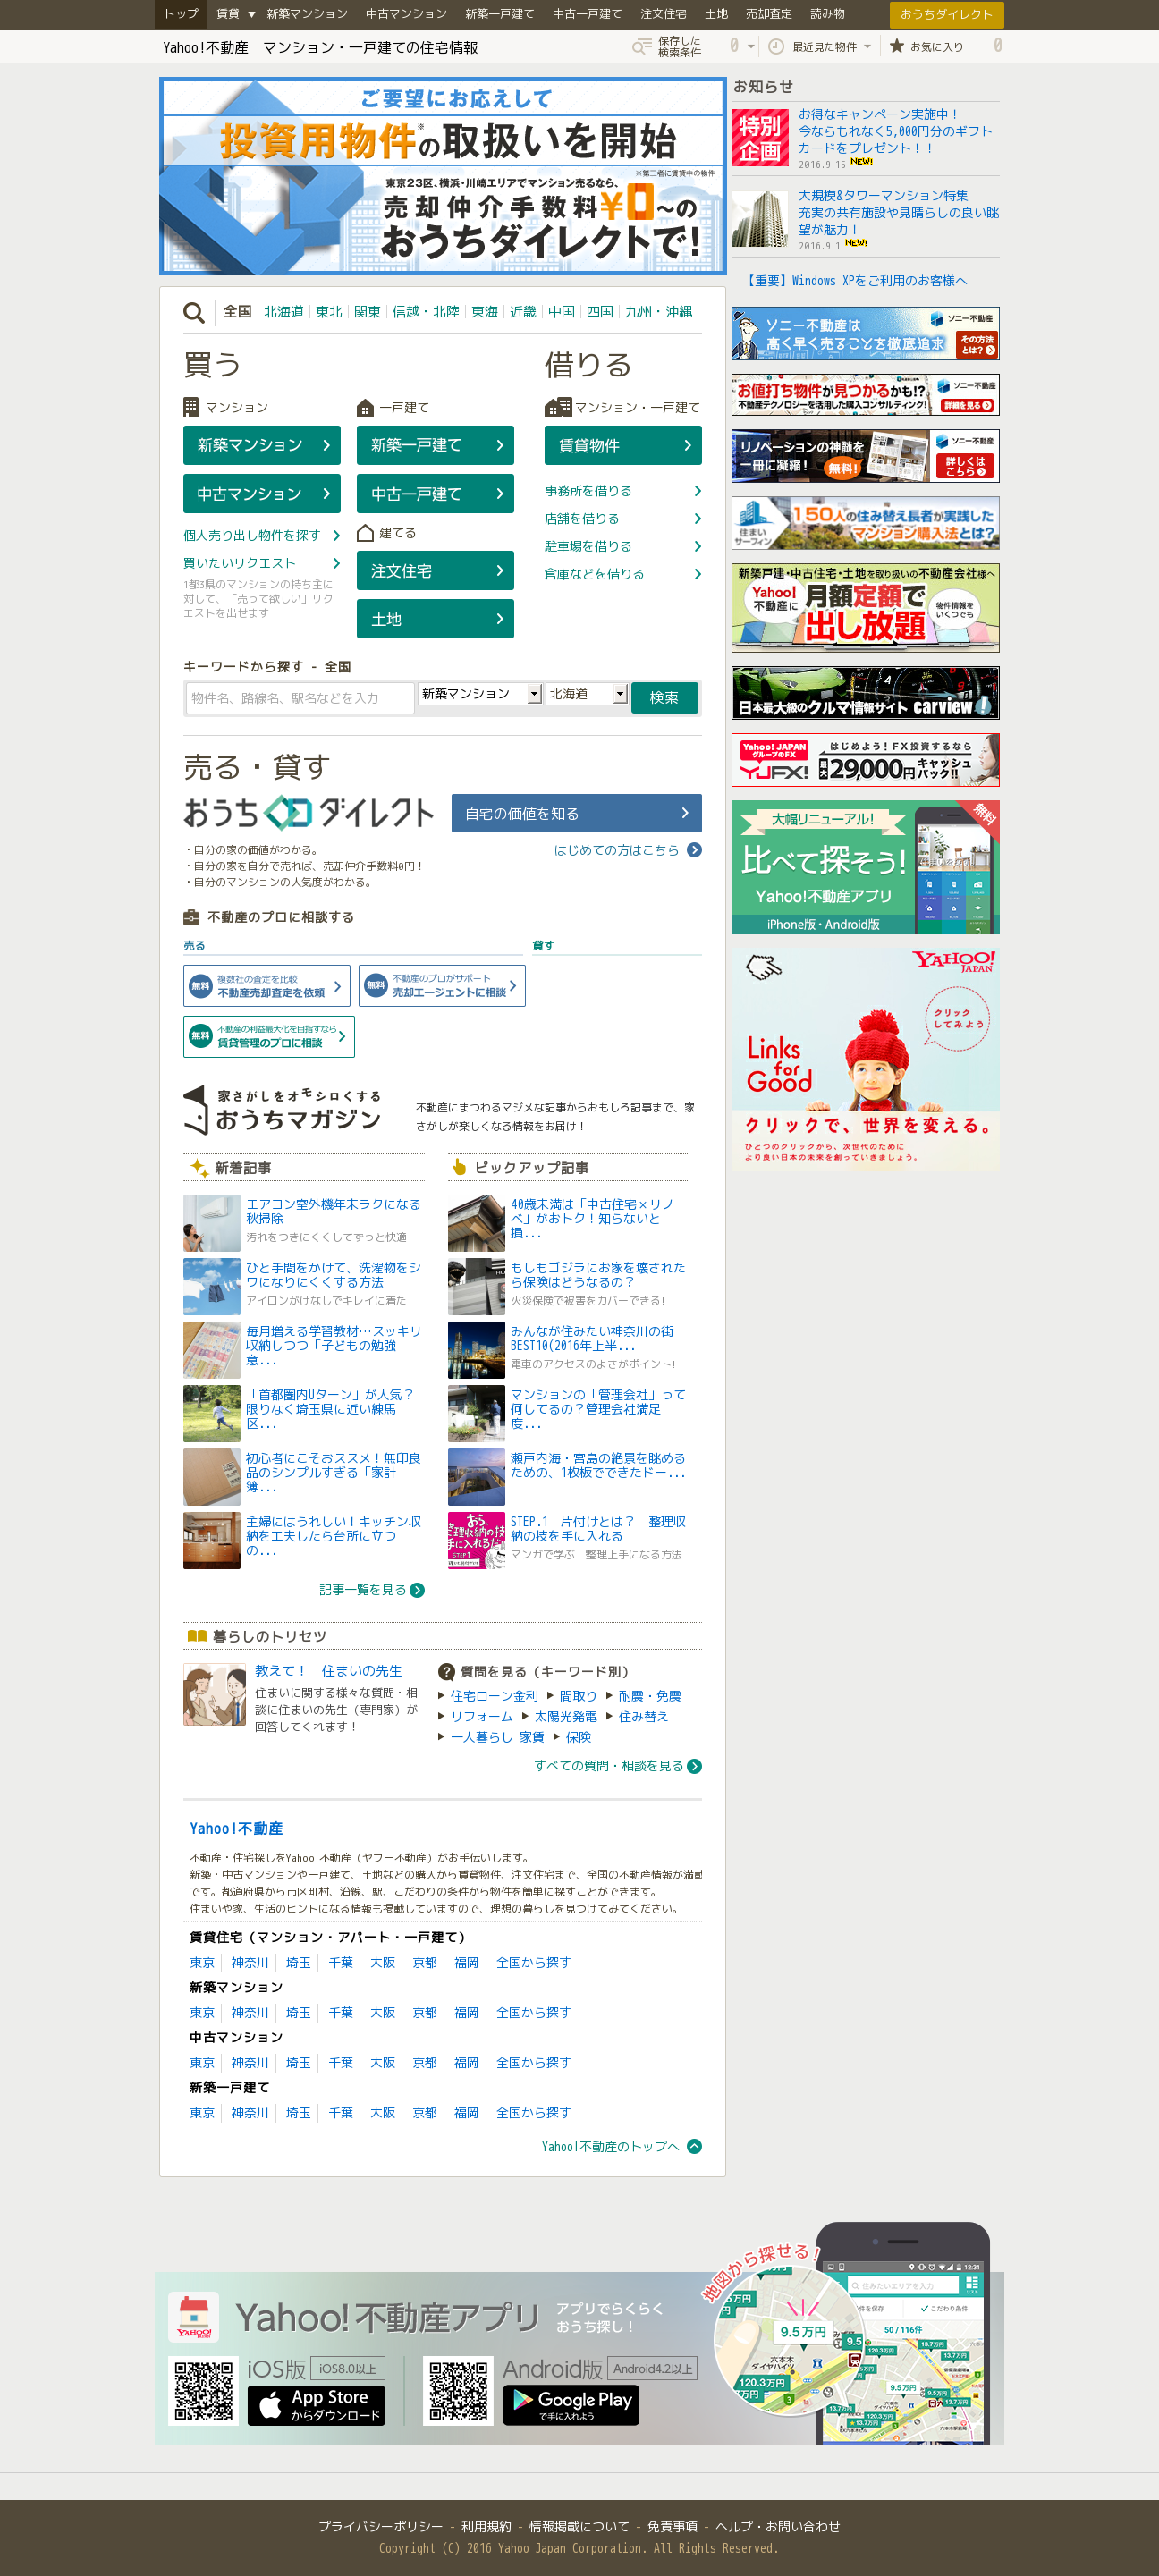 トップ 賃貸 ▼ 新築マンション 中古マンション 新築一戸建て 中古一戸建て 注文住宅 土地 売却査定 読み物 おうちダイレクト
Yahoo!不動産 マンション・一戸建ての住宅情報
保存した
検索条件
0
最近見た物件
お気に入り 0
ご要望にお応えして
投資用物件※の取扱いを開始
※第三者に賃貸中の物件
東京23区、横浜・川崎エリアでマンション売るなら、
売却仲介手数料¥0〜の
おうちダイレクトで!
全国 北海道 東北 関東 信越・北陸 東海 近畿 中国 四国 九州・沖縄
買う
マンション
新築マンション
中古マンション
個人売り出し物件を探す
買いたいリクエスト
1都3県のマンションの持ち主に
対して、「売って欲しい」リク
エストを出せます
一戸建て
新築一戸建て
中古一戸建て
建てる
注文住宅
土地
借りる
マンション・一戸建て
賃貸物件
事務所を借りる
店舗を借りる
駐車場を借りる
倉庫などを借りる
キーワードから探す - 全国
物件名、路線名、駅名などを入力 新築マンション 北海道 検索
売る・貸す
おうちダイレクト
自宅の価値を知る
・自分の家の価値がわかる。
・自分の家を自分で売れば、売却仲介手数料0円！
・自分のマンションの人気度がわかる。
はじめての方はこちら
不動産のプロに相談する
売る
貸す
無料 複数社の査定を比較
不動産売却査定を依頼
無料 不動産のプロがサポート
売却エージェントに相談
無料 不動産の利益最大化を目指すなら
賃貸管理のプロに相談
家さがしをオモシロくする
おうちマガジン
不動産にまつわるマジメな記事からおもしろ記事まで、家
さがしが楽しくなる情報をお届け！
新着記事
エアコン室外機年末ラクになる
秋掃除
汚れをつきにくくしてずっと快適
ひと手間をかけて、洗濯物をシ
ワになりにくくする方法
アイロンがけなしでキレイに着た
毎月増える学習教材…スッキリ
収納しつつ「子どもの勉強
意...
「首都圏内Uターン」が人気？
限りなく埼玉県に近い練馬
区...
初心者にこそおススメ！無印良
品のシンプルすぎる「家計
簿...
主婦にはうれしい！キッチン収
納を工夫したら台所に立つ
の...
記事一覧を見る
ピックアップ記事
40歳未満は「中古住宅×リノ
ベ」がおトク！知らないと
損...
もしもゴジラにお家を壊された
ら保険はどうなるの？
火災保険で被害をカバーできる!
みんなが住みたい神奈川の街
BEST10(2016年上半...
電車のアクセスのよさがポイント!
マンションの「管理会社」って
何してるの？管理会社満足
度...
瀬戸内海・宮島の絶景を眺める
ための、1枚板でできたドー...
STEP.1 片付けとは？ 整理収
納の技を手に入れる
マンガで学ぶ 整理上手になる方法
暮らしのトリセツ
教えて！ 住まいの先生
住まいに関する様々な質問・相
談に住まいの先生（専門家）が
回答してくれます！
質問を見る（キーワード別）
住宅ローン金利 間取り 耐震・免震
リフォーム 太陽光発電 住み替え
一人暮らし 家賃 保険
すべての質問・相談を見る
Yahoo!不動産
不動産・住宅探しをYahoo!不動産（ヤフー不動産）がお手伝いします。
新築・中古マンションや一戸建て、土地などの購入から賃貸物件、注文住宅まで、全国の不動産情報が満載
です。都道府県から市区町村、沿線、駅、こだわりの条件から物件を簡単に探すことができます。
住まいや家、生活のヒントになる情報も掲載していますので、理想の暮らしを見つけてみてください。
賃貸住宅（マンション・アパート・一戸建て）
東京 神奈川 埼玉 千葉 大阪 京都 福岡 全国から探す
新築マンション
東京 神奈川 埼玉 千葉 大阪 京都 福岡 全国から探す
中古マンション
東京 神奈川 埼玉 千葉 大阪 京都 福岡 全国から探す
新築一戸建て
東京 神奈川 埼玉 千葉 大阪 京都 福岡 全国から探す
Yahoo!不動産のトップへ
お知らせ
特別
企画
お得なキャンペーン実施中！
今ならもれなく5,000円分のギフト
カードをプレゼント！！
2016.9.15 NEW!
大規模&タワーマンション特集
充実の共有施設や見晴らしの良い眺
望が魅力！
2016.9.1 NEW!
【重要】Windows XPをご利用のお客様へ
ソニー不動産は
高く早く売ることを徹底追求
ソニー不動産
その方法
とは?
お値打ち物件が見つかるかも!?
不動産テクノロジーを活用した購入コンサルティング!
ソニー不動産
詳細を見る
リノベーションの神髄を
一冊に凝縮！
無料!
ソニー不動産
詳しくは
こちら
住まい
サーフィン
150人の住み替え長者が実践した
マンション購入法とは?
新築戸建・中古住宅・土地を取り扱いの不動産会社様へ
Yahoo!
不動産に
月額定額で
出し放題
物件情報を
いくつでも
日本最大級のクルマ情報サイト carview!
Yahoo! JAPAN
グループのFX
YJFX!
はじめよう！FX投資するなら
最大29,000円キャッシュバック!!
無料
大幅リニューアル!
比べて探そう!
Yahoo!不動産アプリ
iPhone版・Android版
YAHOO!
JAPAN
クリック
してみよう
Links
for
Good
クリックで、世界を変える。
ひとつのクリックから、次世代のために
より良い日本の未来を創っていきましょう。
地図から探せる！
YAHOO!
JAPAN
Yahoo!不動産アプリ
アプリでらくらく
おうち探し！
iOS版 iOS8.0以上
App Store
からダウンロード
Android版 Android4.2以上
Google Play
で手に入れよう
12:31
住みたいエリアを入力
リスト
件を保存 こだわり条件
50 / 116件
9.5万円
六本木
ダイヤハイツ
120.3万円
プライバシーポリシー - 利用規約 - 情報掲載について - 免責事項 - ヘルプ・お問い合わせ
Copyright (C) 2016 Yahoo Japan Corporation. All Rights Reserved.